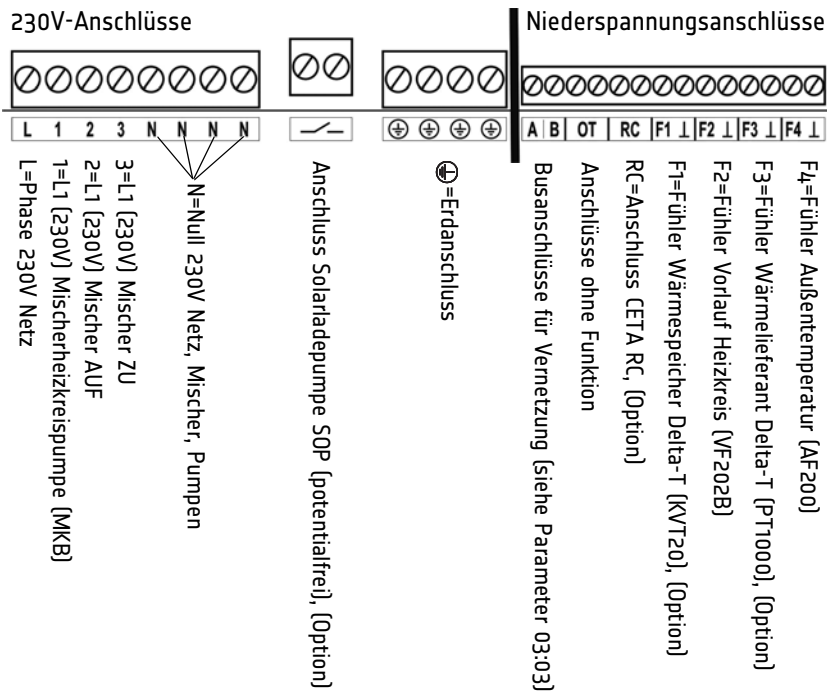 230V-Anschlüsse
Niederspannungsanschlüsse
L 1 2 3 N N N N
A B OT RC F1 ⊥ F2 ⊥ F3 ⊥ F4 ⊥
L=Phase 230V Netz
1=L1 (230V) Mischerheizkreispumpe (MKB)
2=L1 (230V) Mischer AUF
3=L1 (230V) Mischer ZU
N=Null 230V Netz, Mischer, Pumpen
Anschluss Solarladepumpe SOP (potentialfrei), (Option)
=Erdanschluss
Busanschlüsse für Vernetzung (siehe Parameter 03:03)
Anschlüsse ohne Funktion
RC=Anschluss CETA RC, (Option)
F1=Fühler Wärmespeicher Delta-T (KVT20), (Option)
F2=Fühler Vorlauf Heizkreis (VF202B)
F3=Fühler Wärmelieferant Delta-T (PT1000), (Option)
F4=Fühler Außentemperatur (AF200)